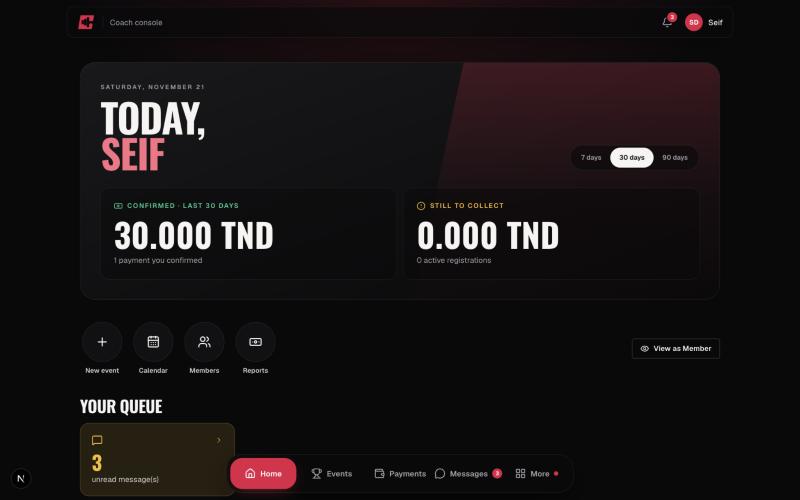 Coach console
3
SD
Seif
SATURDAY, NOVEMBER 21
TODAY,
SEIF
7 days
30 days
90 days
CONFIRMED · LAST 30 DAYS
30.000 TND
1 payment you confirmed
STILL TO COLLECT
0.000 TND
0 active registrations
New event
Calendar
Members
Reports
View as Member
YOUR QUEUE
3
unread message(s)
N
Home
Events
Payments
Messages
3
More